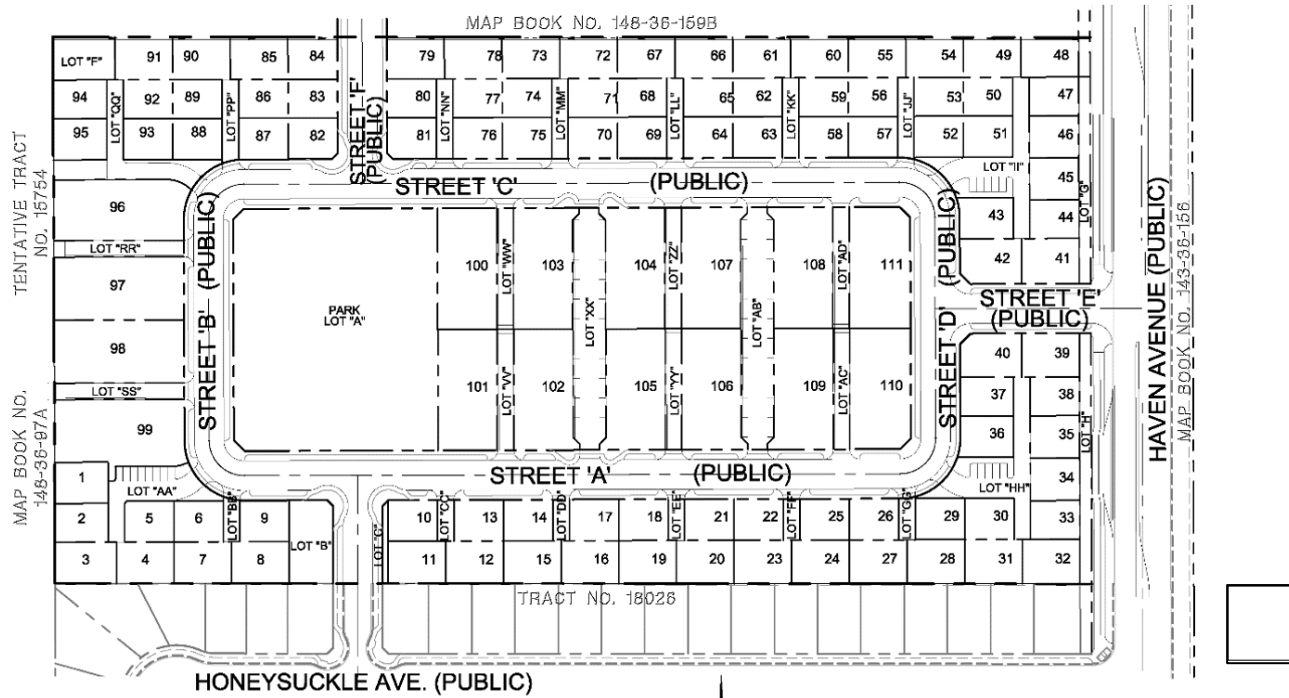 MAP BOOK NO. 148-36-159B
LOT "F" 91 90 85 84 79 78 73 72 67 66 61 60 55 54 49 48
94 LOT "QQ" 92 89 LOT "PP" 86 83 STREET 'F' (PUBLIC) 80 LOT "NN" 77 74 LOT "MM" 71 68 LOT "LL" 65 62 LOT "KK" 59 56 LOT "JJ" 53 50 47
95 93 88 87 82 81 76 75 70 69 64 63 58 57 52 51 46
TENTATIVE TRACT
NO. 15754
LOT "II" 45
STREET 'C' (PUBLIC)
96 43 44 LOT "G"
LOT "RR"
STREET 'B' (PUBLIC)
97 100 LOT "WW" 103 LOT "XX" 104 LOT "ZZ" 107 LOT "AB" 108 LOT "AD" 111 42 41
STREET 'D' (PUBLIC)
STREET 'E'
(PUBLIC)
PARK
LOT "A"
98 40 39
101 LOT "VV" 102 105 LOT "YY" 106 109 LOT "AC" 110 37 38
LOT "SS"
99 36 35 LOT "H"
HAVEN AVENUE (PUBLIC)
MAP BOOK NO. 143-36-156
MAP BOOK NO.
148-36-97A
STREET 'A' (PUBLIC)
1 34
LOT "AA" LOT "HH"
2 5 6 LOT "BB" 9 LOT "B" LOT "C" 10 LOT "CC" 13 14 LOT "DD" 17 18 LOT "EE" 21 22 LOT "FF" 25 26 LOT "GG" 29 30 33
3 4 7 8 11 12 15 16 19 20 23 24 27 28 31 32
TRACT NO. 18026
HONEYSUCKLE AVE. (PUBLIC)